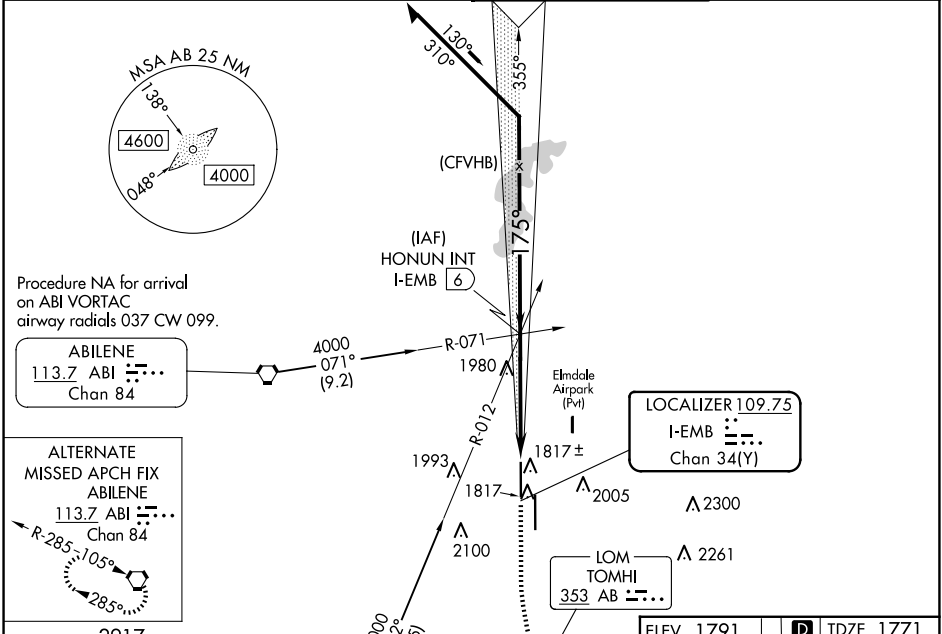 MSA AB 25 NM
138°
4600
4000
048°
130°
310°
355°
(CFVHB) x
175°
(IAF)
HONUN INT
I-EMB 6
Procedure NA for arrival
on ABI VORTAC
airway radials 037 CW 099.
ABILENE
113.7 ABI
Chan 84
4000
071°
(9.2)
R-071
1980
R-012
Elmdale
Airpark
(Pvt)
LOCALIZER 109.75
I-EMB
Chan 34(Y)
ALTERNATE
MISSED APCH FIX
ABILENE
113.7 ABI
Chan 84
R-285
105°
285°
1993
1817 ±
1817
2005
2300
2100
2261
LOM
TOMHI
353 AB
ELEV 1791
D
TDZE 1771